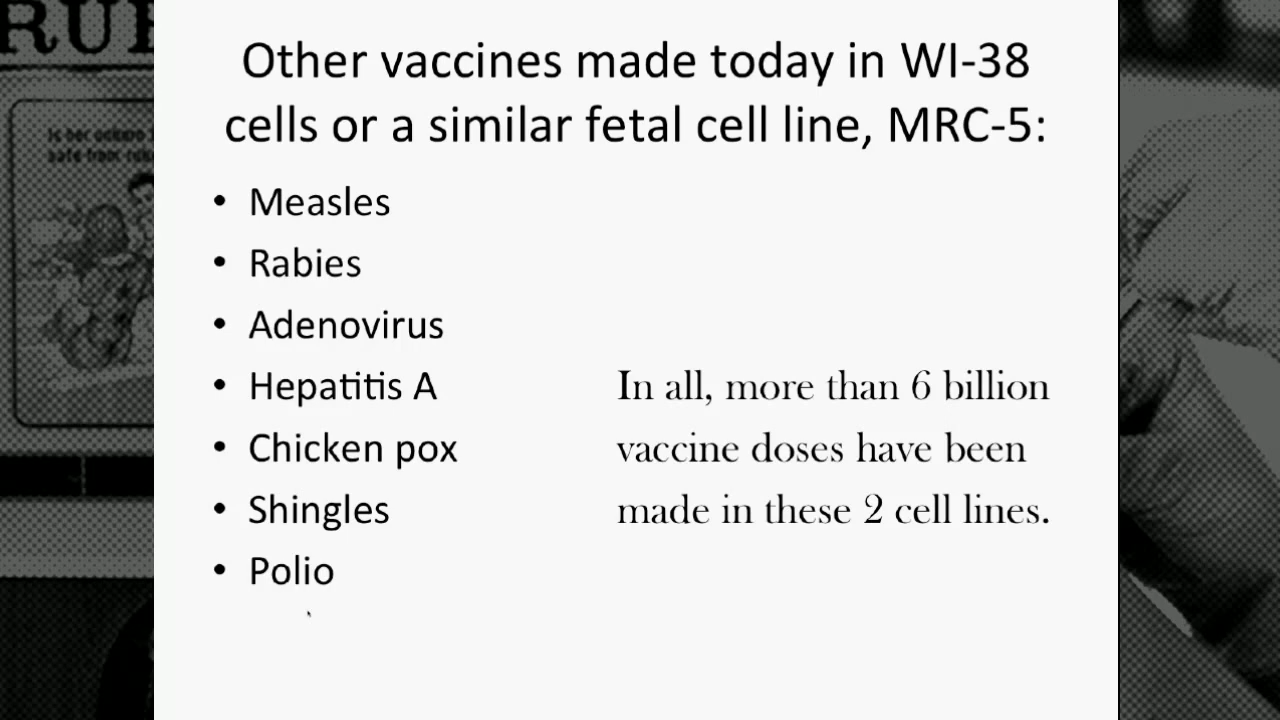 Other vaccines made today in WI-38
cells or a similar fetal cell line, MRC-5:
• Measles
• Rabies
• Adenovirus
• Hepatitis A
• Chicken pox
• Shingles
• Polio
In all, more than 6 billion
vaccine doses have been
made in these 2 cell lines.